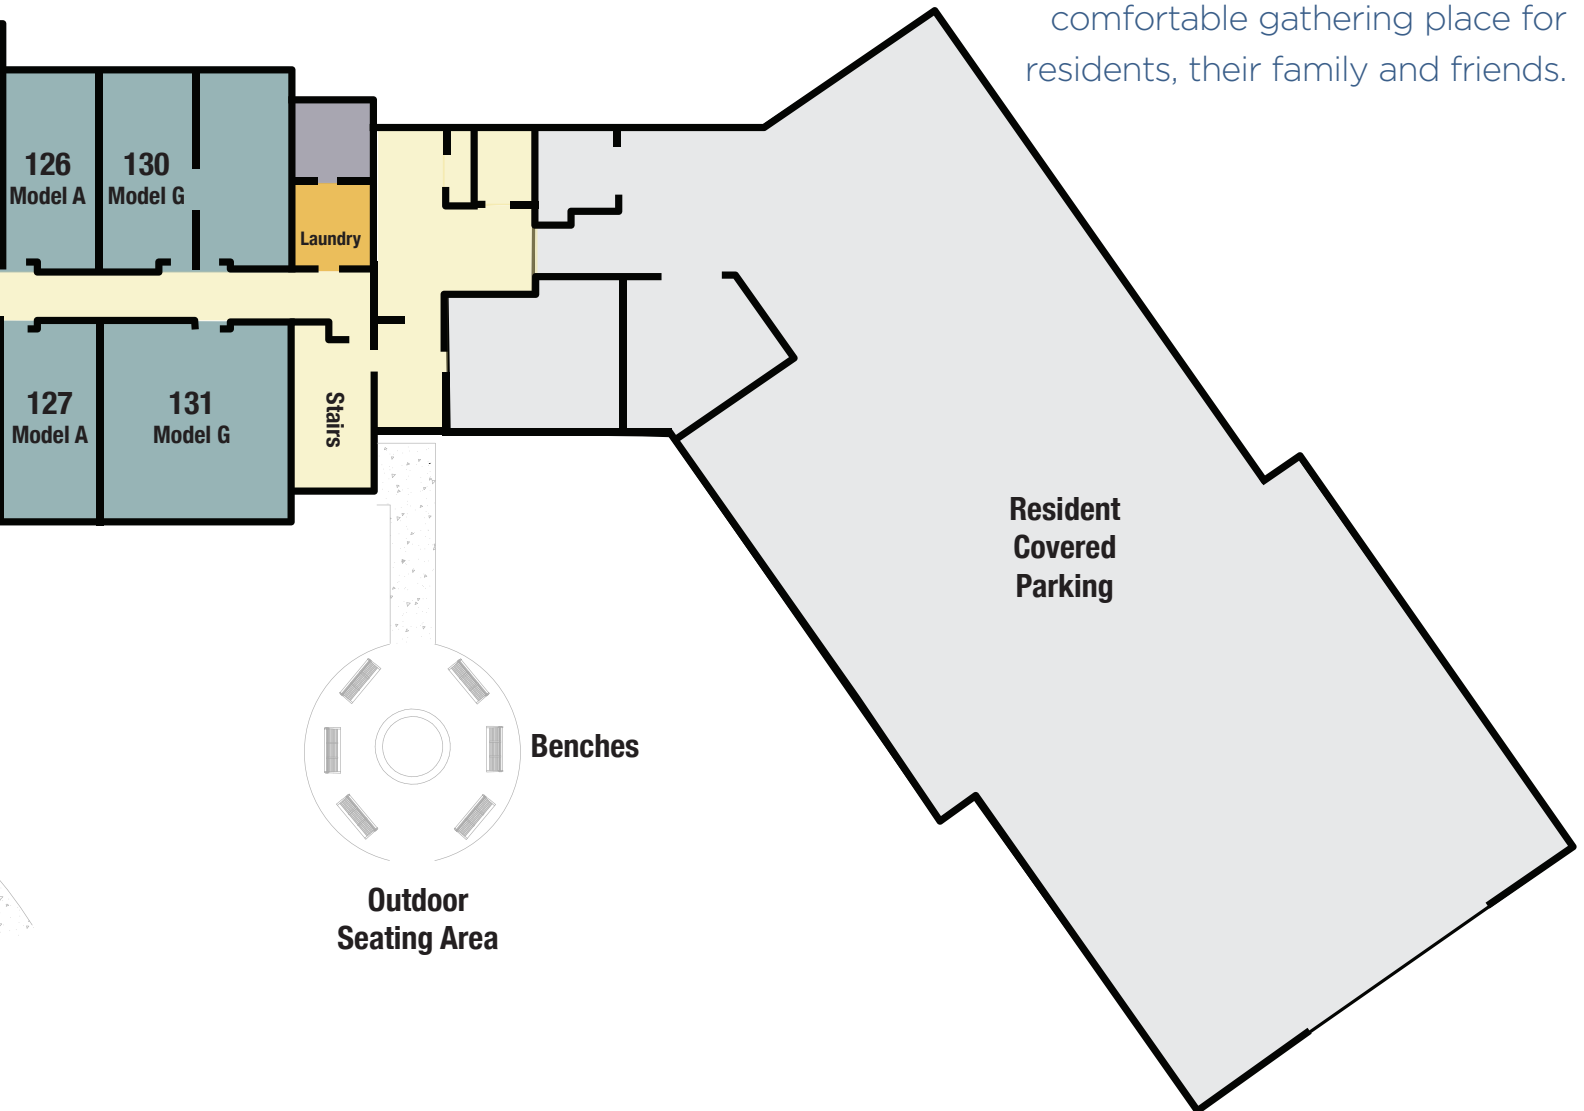 comfortable gathering place for
residents, their family and friends.
126
Model A
130
Model G
Laundry
127
Model A
131
Model G
Stairs
Resident
Covered
Parking
Benches
Outdoor
Seating Area